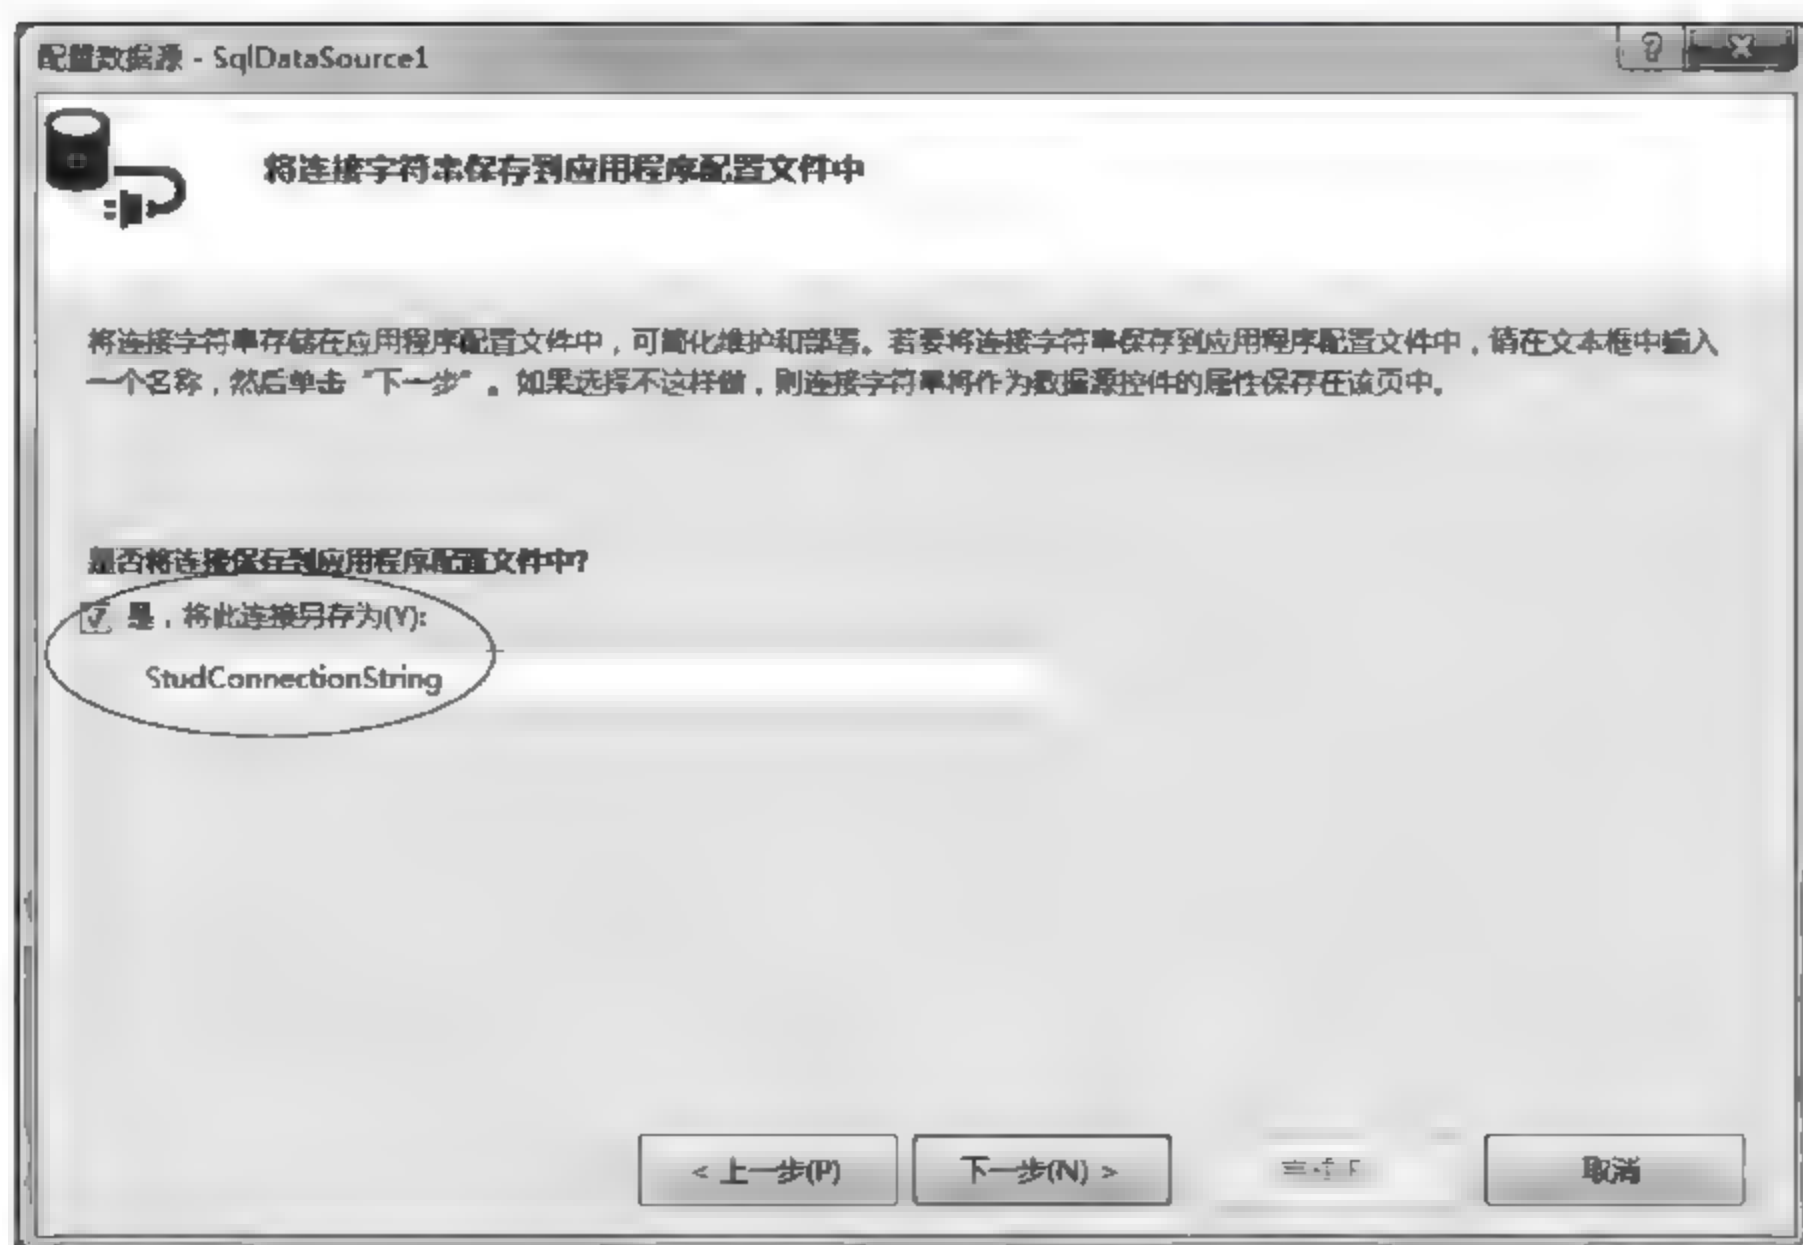 配置数据源 - SqlDataSource1
将连接字符串保存到应用程序配置文件中
将连接字符串存储在应用程序配置文件中，可简化维护和部署。若要将连接字符串保存到应用程序配置文件中，请在文本框中输入
一个名称，然后单击“下一步”。如果选择不这样做，则连接字符串将作为数据源控件的属性保存在该页中。
是否将连接保存到应用程序配置文件中?
是，将此连接另存为(Y):
StudConnectionString
< 上一步(P)
下一步(N) >
取消